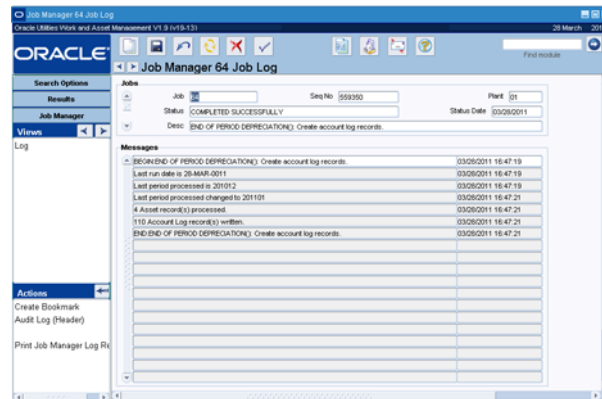 Job Manager 64 Job Log
Oracle Utilities Work and Asset Management V1.9 (v19-13)
28 March 201
ORACLE
Find module
Job Manager 64 Job Log
Search Options
Results
Job Manager
Views
Log
Jobs
Job 64 Seq No 559350 Plant 01
Status COMPLETED SUCCESSFULLY Status Date 03/28/2011
Desc END OF PERIOD DEPRECIATION(): Create account log records.
Messages
BEGIN:END OF PERIOD DEPRECIATION(): Create account log records. 03/28/2011 16:47:19
Last run date is 28-MAR-0011 03/28/2011 16:47:19
Last period processed is 201012 03/28/2011 16:47:19
Last period processed changed to 201101 03/28/2011 16:47:21
4 Asset record(s) processed. 03/28/2011 16:47:21
110 Account Log record(s) written. 03/28/2011 16:47:21
END:END OF PERIOD DEPRECIATION(): Create account log records. 03/28/2011 16:47:21
Actions
Create Bookmark
Audit Log (Header)
Print Job Manager Log Re